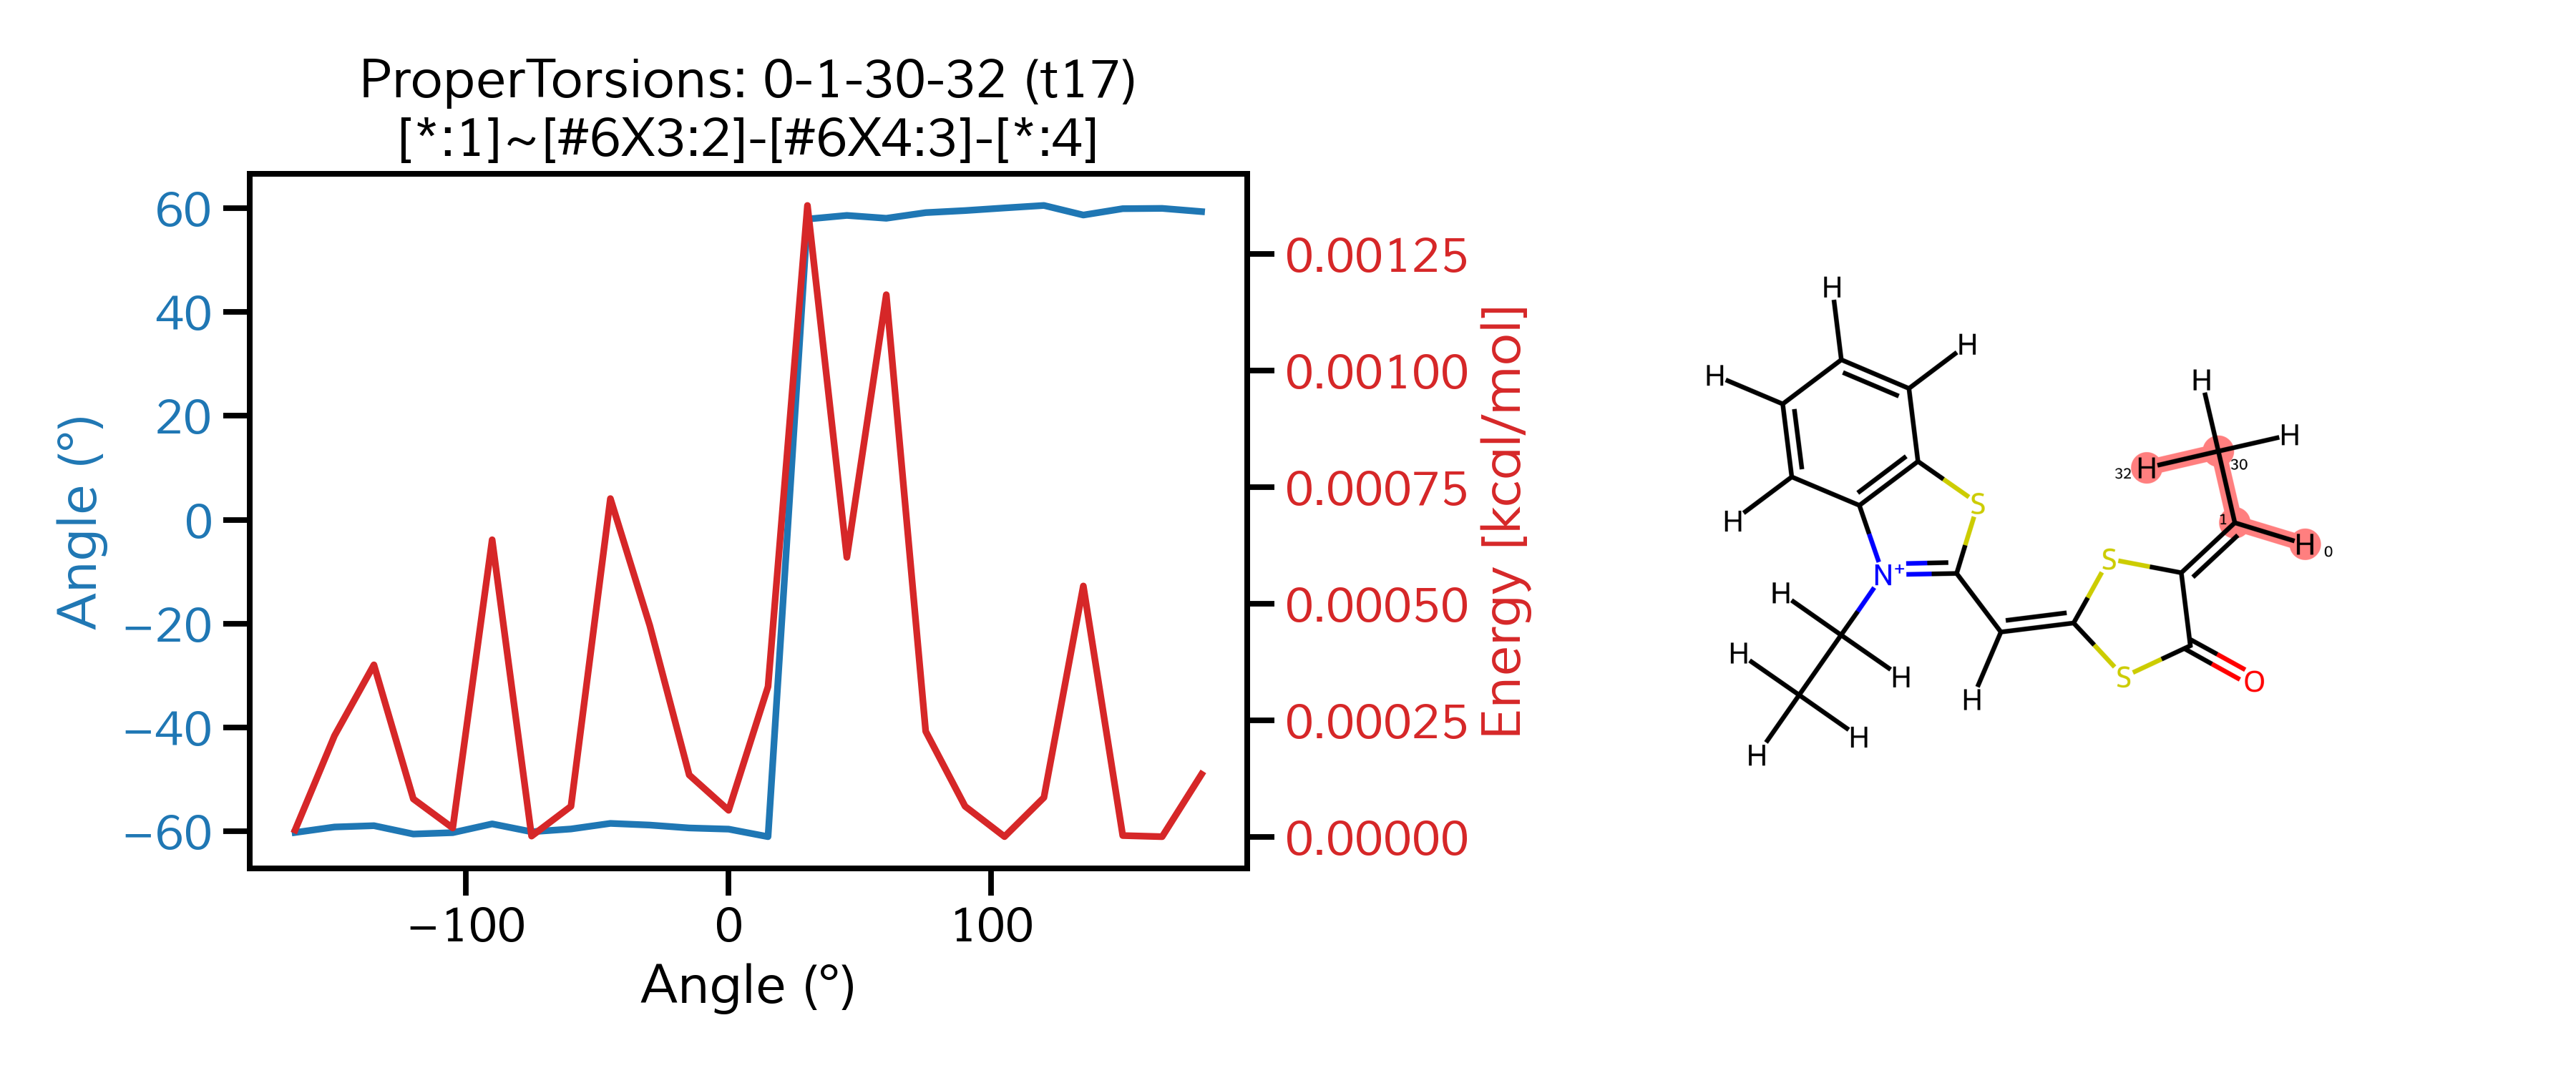 ProperTorsions: 0-1-30-32 (t17)
[*:1]~[#6X3:2]-[#6X4:3]-[*:4]
Angle (°)
60
40
20
0
−20
−40
−60
−100
0
100
Angle (°)
0.00125
0.00100
0.00075
0.00050
0.00025
0.00000
Energy [kcal/mol]
H
H
H
H
H
H
H
32
H
30
S
1
H
0
S
N+
H
H
H
H
S
O
H
H
H